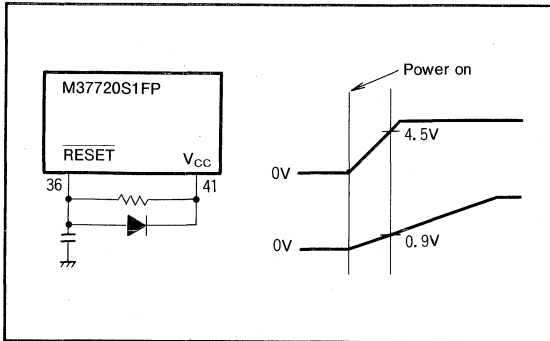 Power on
M37720S1FP
RESET
Vcc
36
41
4.5V
0V
0.9V
0V